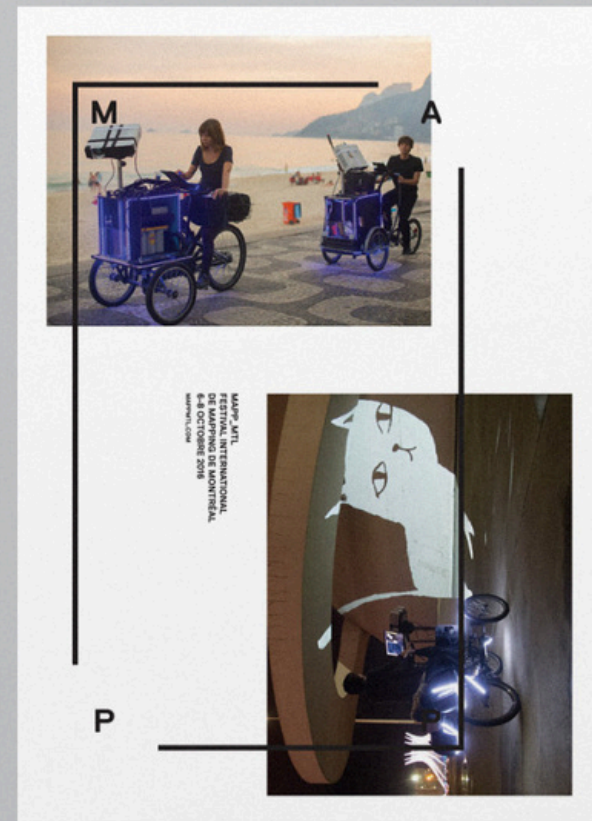 M
A
MAPP_MTL
FESTIVAL INTERNATIONAL
DE MAPPING DE MONTRÉAL
6–8 OCTOBRE 2016
MAPPMTL.COM
P
P